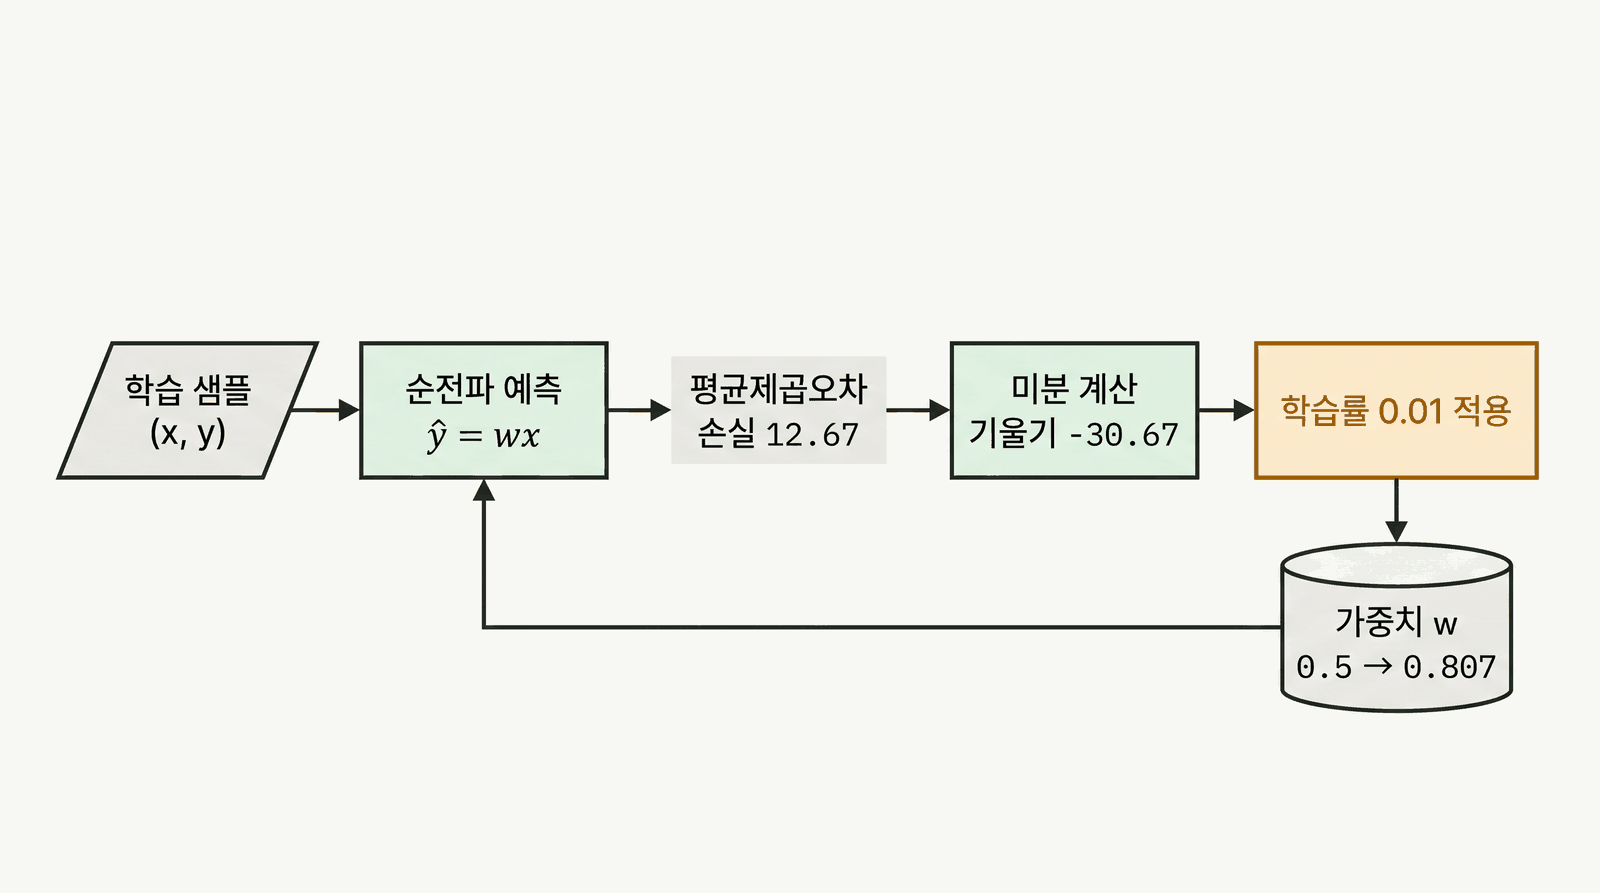 학습 샘플
(x, y)
순전파 예측
ŷ = wx
평균제곱오차
손실 12.67
미분 계산
기울기 -30.67
학습률 0.01 적용
가중치 w
0.5 → 0.807